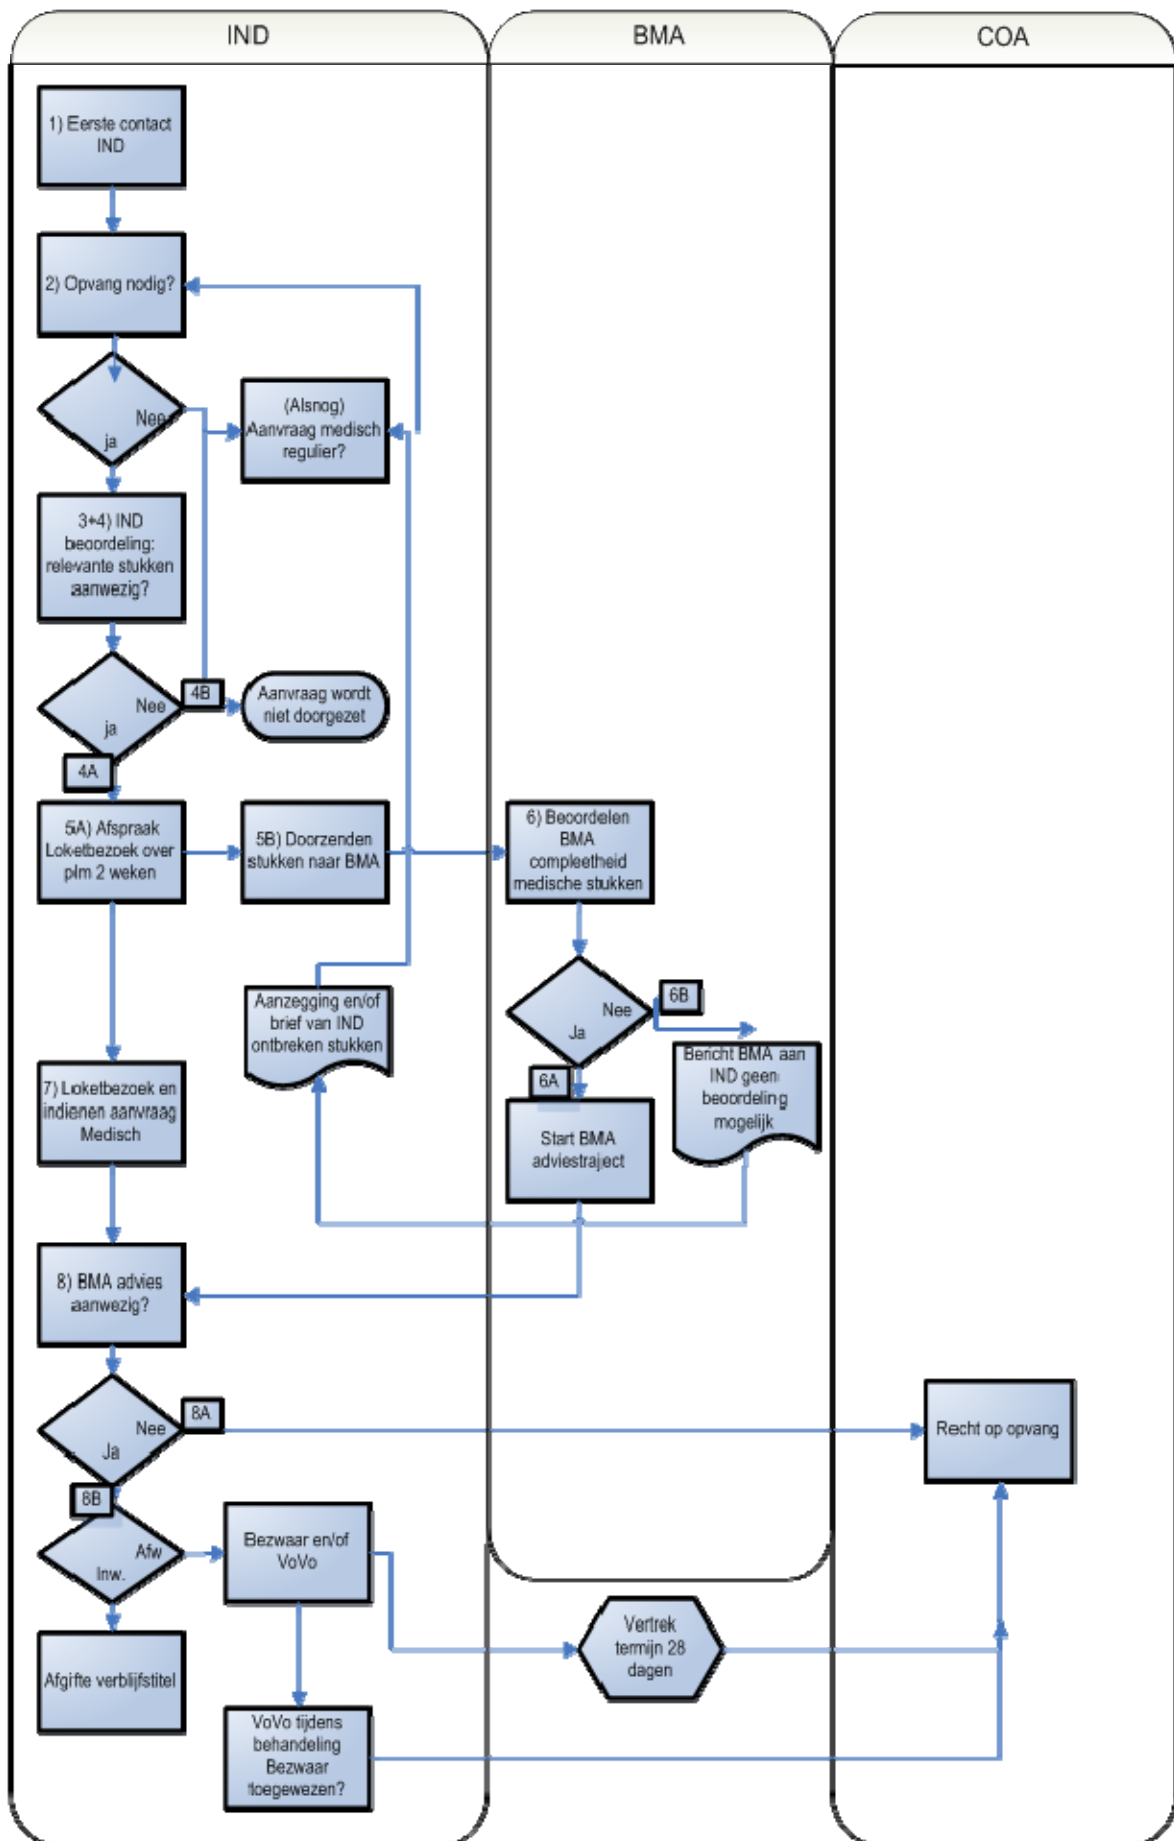 IND
BMA
COA
1) Eerste contact
IND
2) Opvang nodig?
Nee
ja
(Alsnog)
Aanvraag medisch
regulier?
3+4) IND
beoordeling:
relevante stukken
aanwezig?
Nee
ja
4B
Aanvraag wordt
niet doorgezet
4A
5A) Afspraak
Loketbezoek over
plm 2 weken
5B) Doorzenden
stukken naar BMA
6) Beoordelen
BMA
compleetheid
medische stukken
Nee
Ja
6B
6A
Aanzegging en/of
brief van IND
ontbreken stukken
Bericht BMA aan
IND geen
beoordeling
mogelijk
7) Loketbezoek en
indienen aanvraag
Medisch
Start BMA
adviestraject
8) BMA advies
aanwezig?
Nee
Ja
8A
Recht op opvang
8B
Afw
Inw.
Bezwaar en/of
VoVo
Vertrek
termijn 28
dagen
Afgifte verblijfstitel
VoVo tijdens
behandeling
Bezwaar
toegewezen?